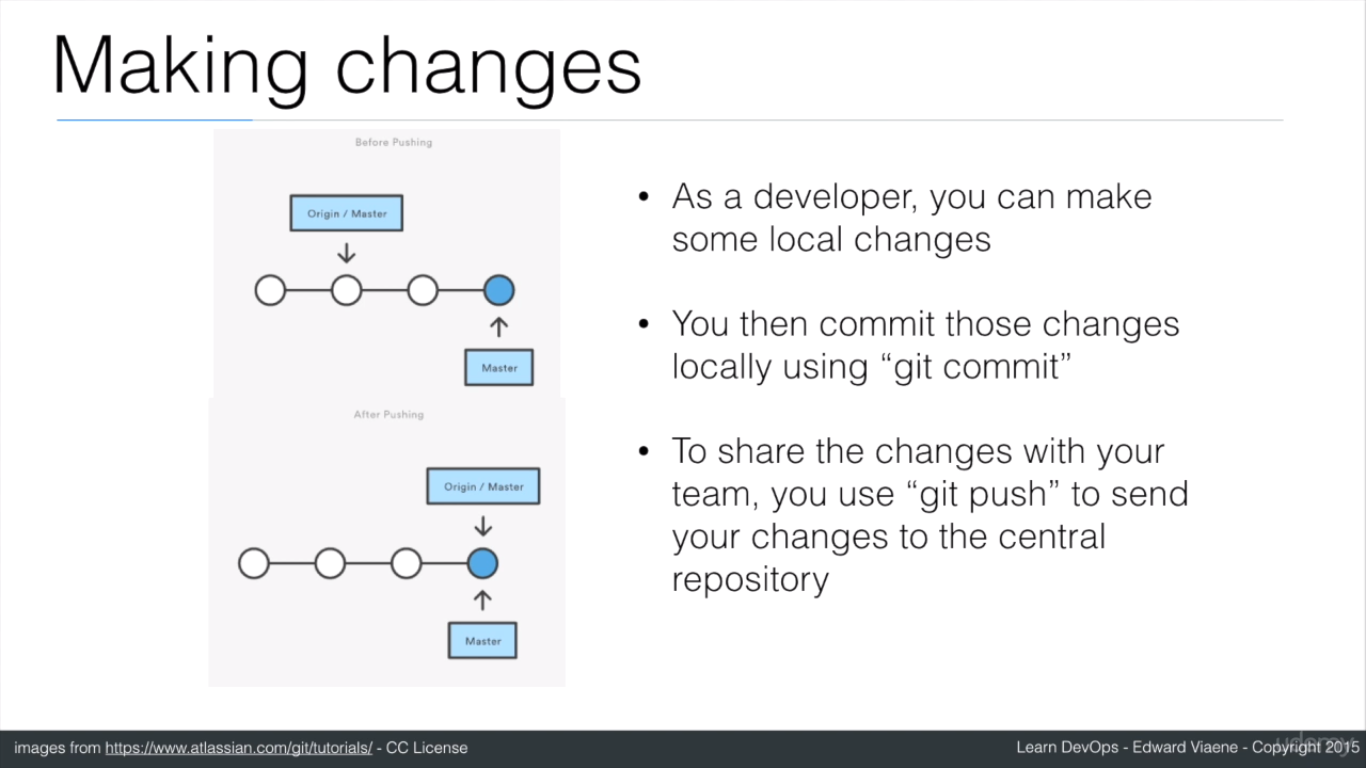 Making changes
Before Pushing
Origin / Master
Master
After Pushing
Origin / Master
Master
• As a developer, you can make
some local changes
• You then commit those changes
locally using “git commit”
• To share the changes with your
team, you use “git push” to send
your changes to the central
repository
images from https://www.atlassian.com/git/tutorials/ - CC License
Learn DevOps - Edward Viaene - Copyright 2015
udemy